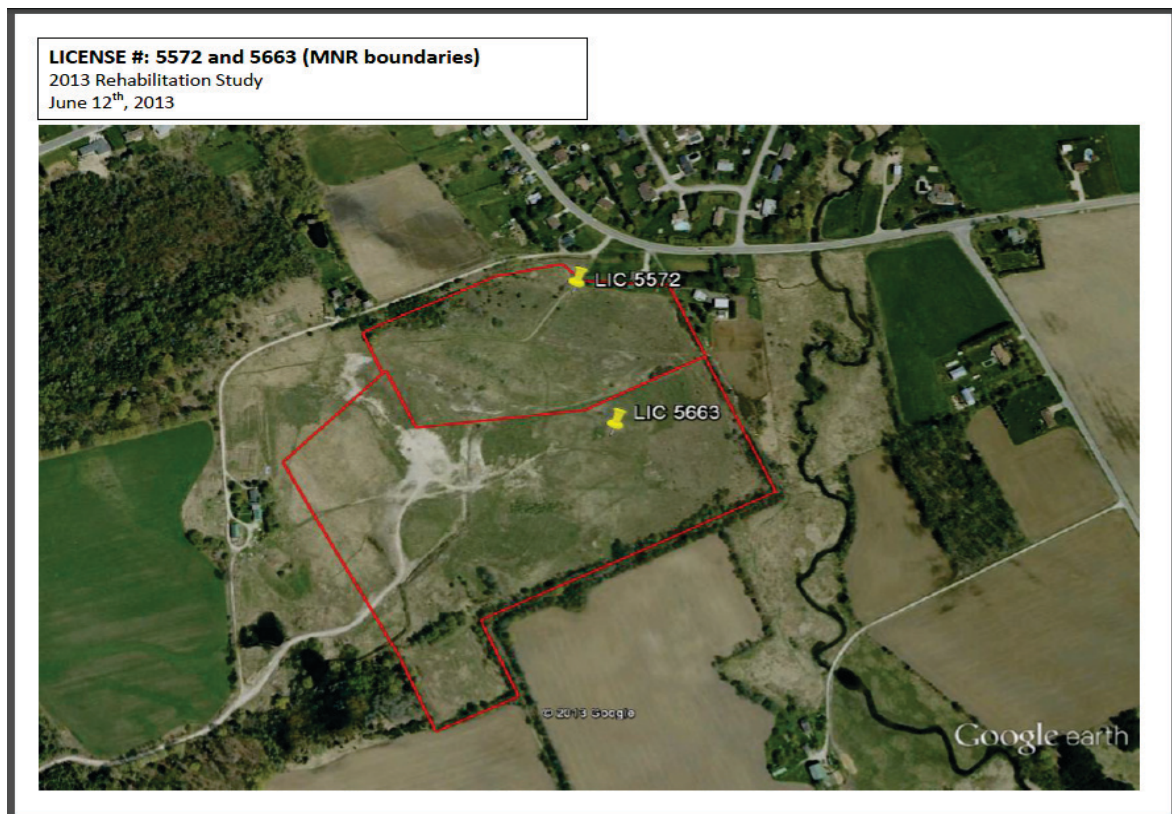 LICENSE #: 5572 and 5663 (MNR boundaries)
2013 Rehabilitation Study
June 12th, 2013
LIC 5572
LIC 5663
© 2013 Google
Google earth